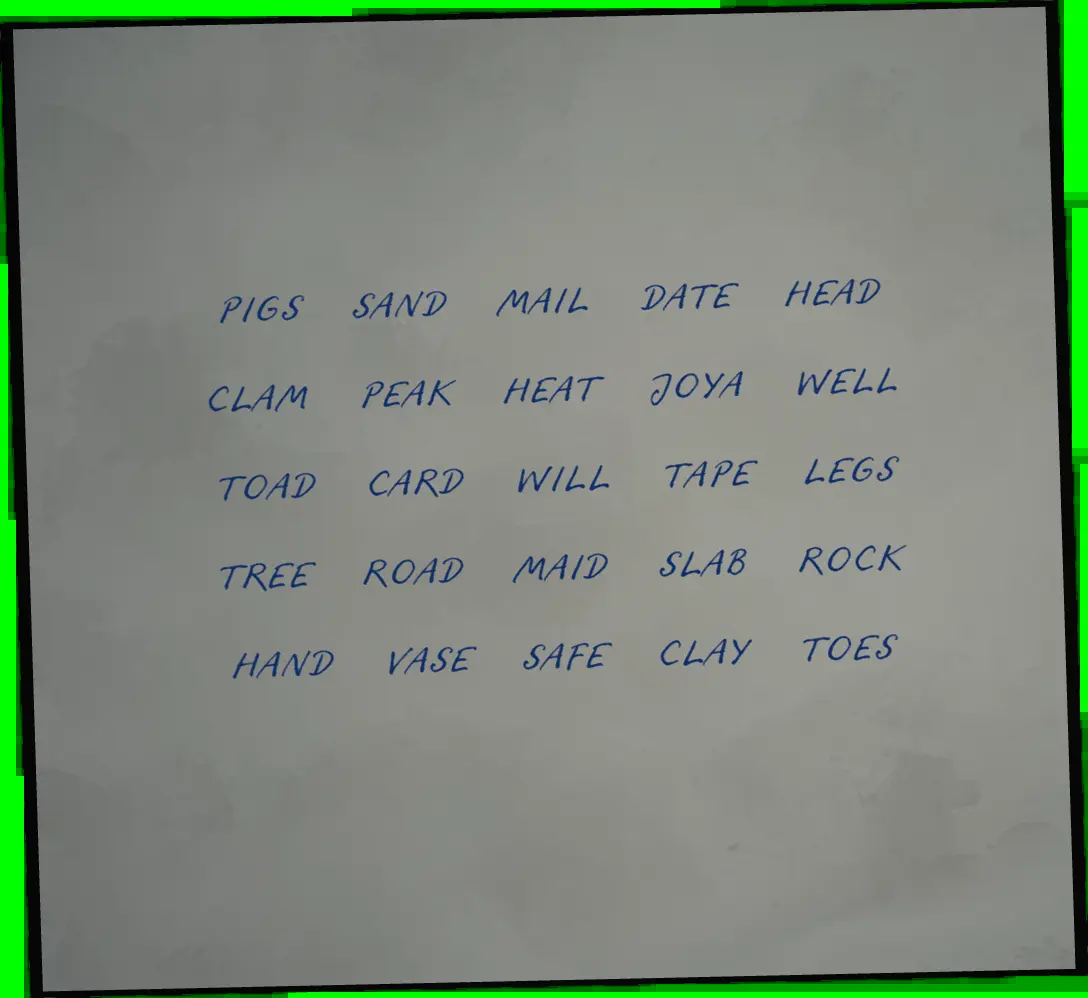 PIGS SAND MAIL DATE HEAD
CLAM PEAK HEAT JOYA WELL
TOAD CARD WILL TAPE LEGS
TREE ROAD MAID SLAB ROCK
HAND VASE SAFE CLAY TOES